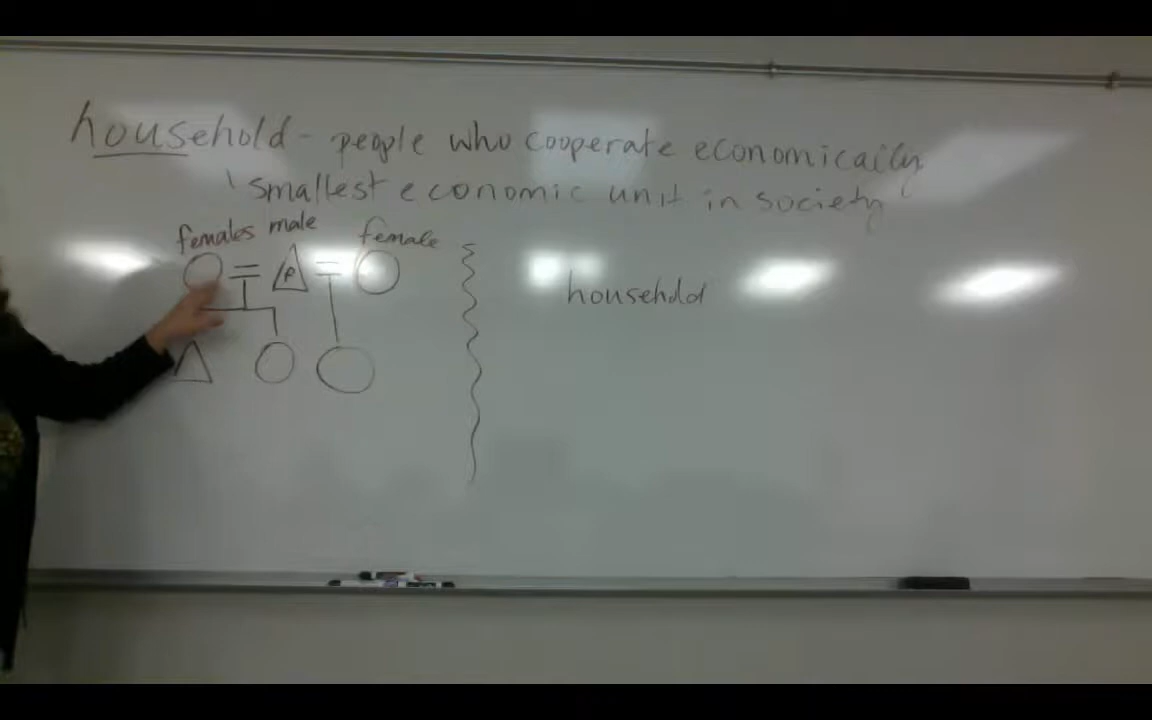 household - people who cooperate economically
smallest economic unit in society
females male female
P
household